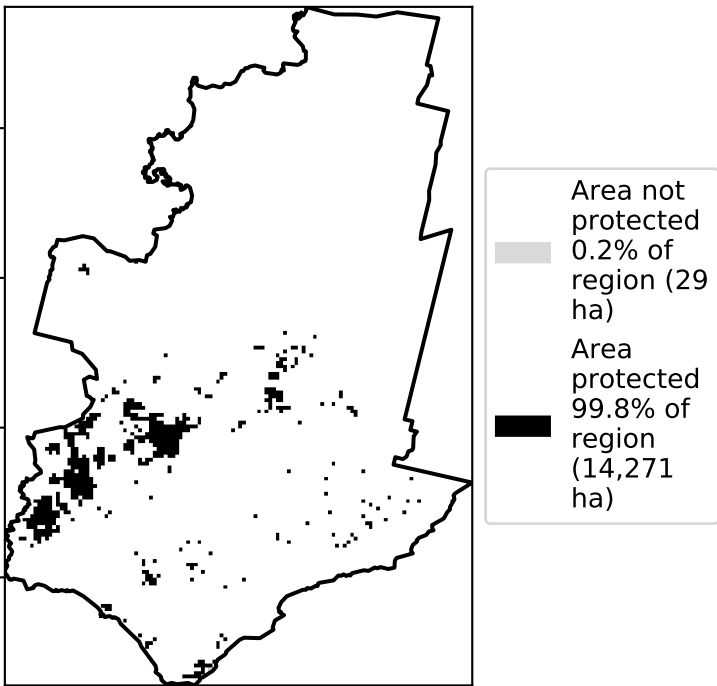 Area not
protected
0.2% of
region (29
ha)
Area
protected
99.8% of
region
(14,271
ha)